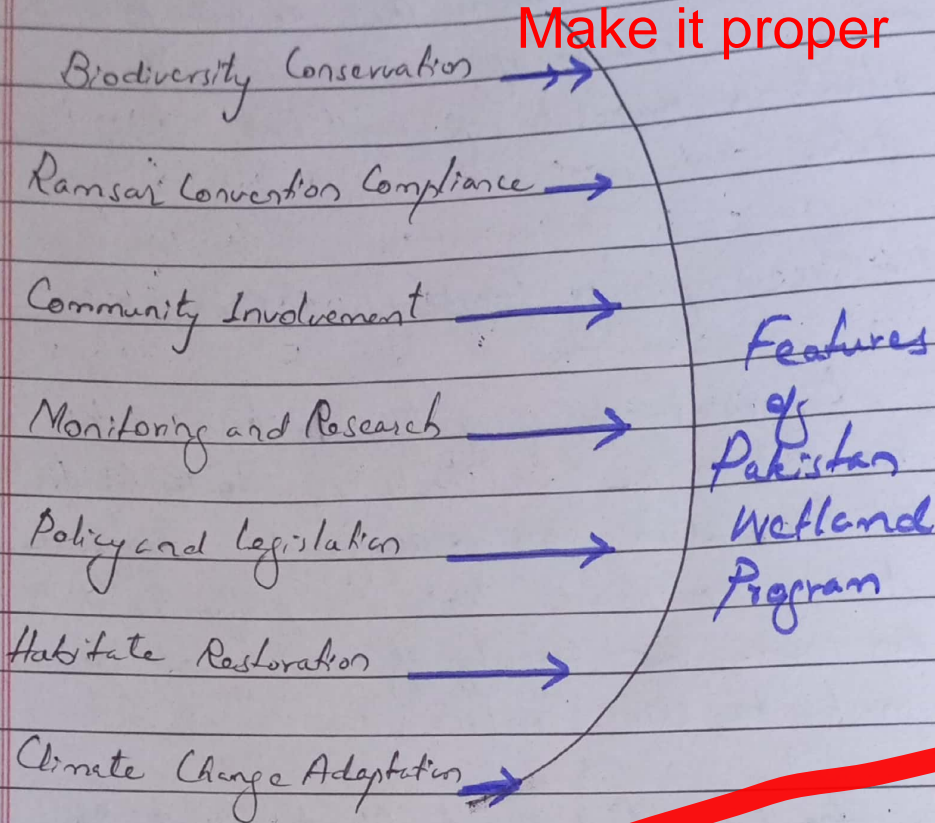 Make it proper
Biodiversity Conservation
Ramsar Convention Compliance
Community Involvement
Monitoring and Research
Policy and Legislation
Habitate Restoration
Climate Change Adaptation
Features
of
Pakistan
Wetland
Program